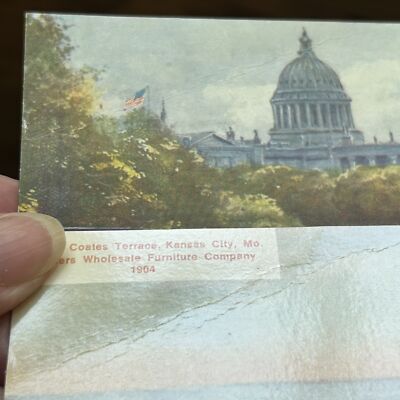 Coates Terrace, Kansas City, Mo.
ers Wholesale Furniture Company
1904